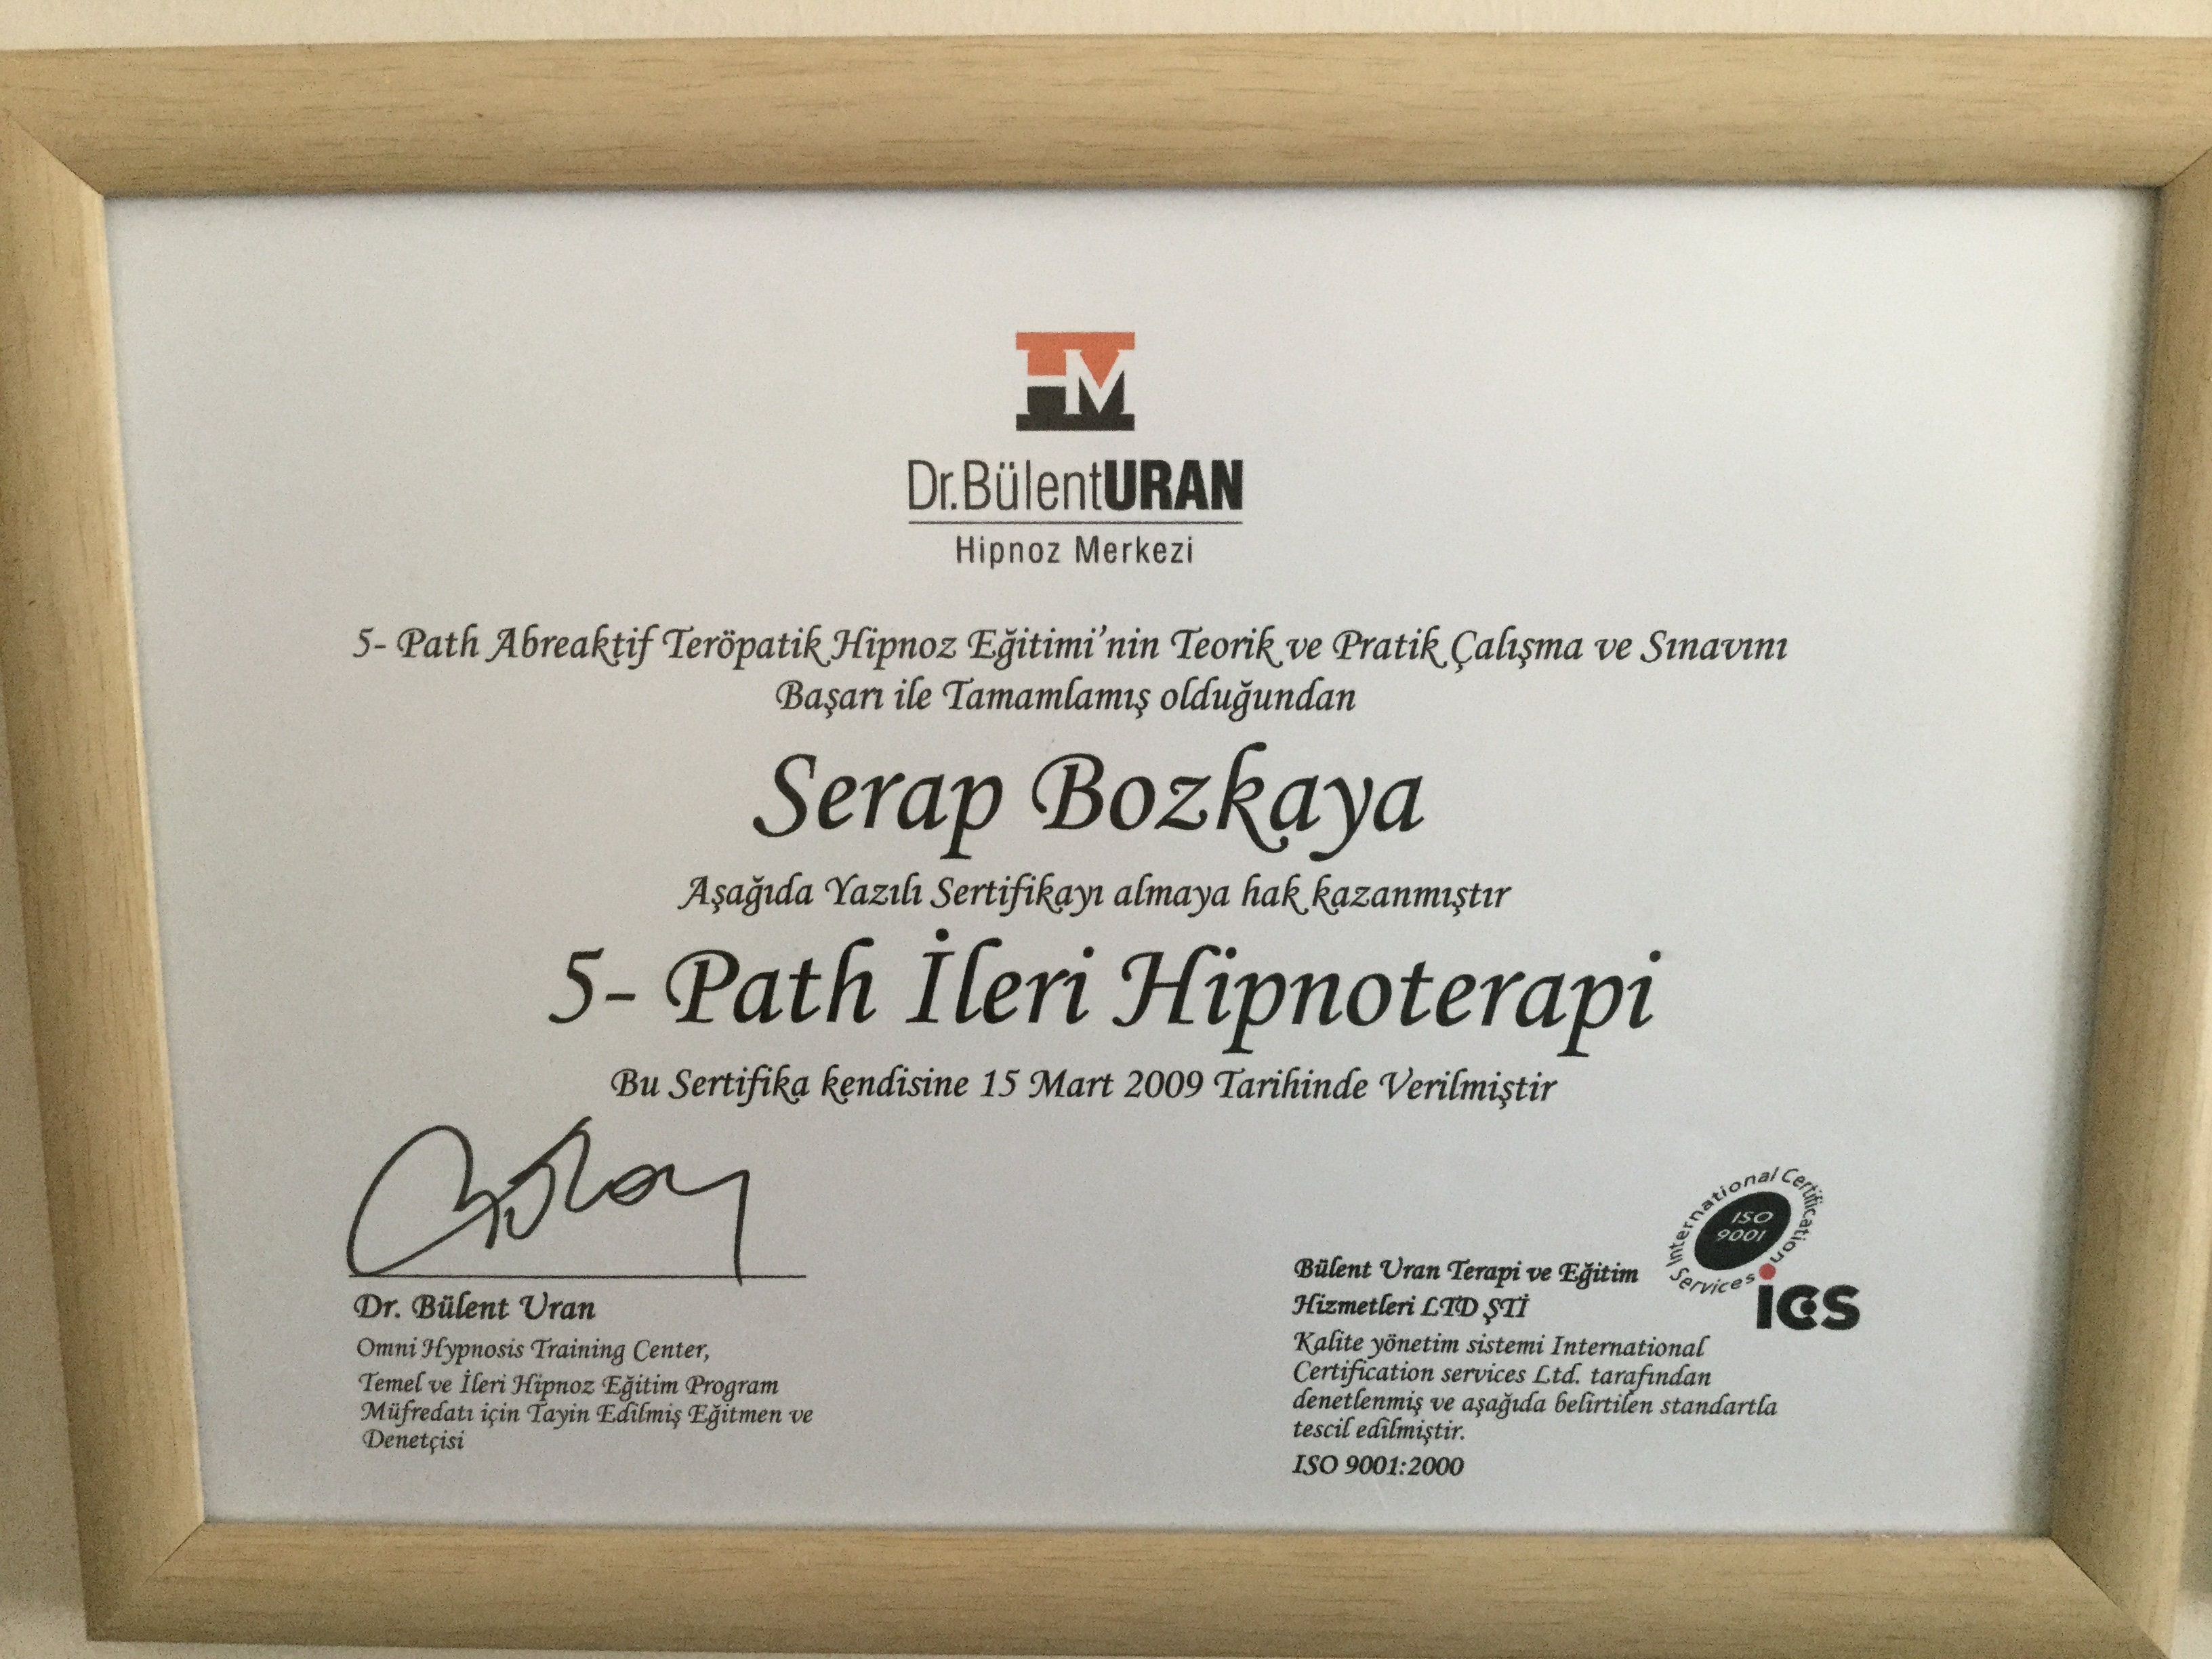 HM
Dr.BülentURAN
Hipnoz Merkezi
5- Path Abreaktif Teröpatik Hipnoz Eğitimi'nin Teorik ve Pratik Çalışma ve Sınavını
Başarı ile Tamamlamış olduğundan
Serap Bozkaya
Aşağıda Yazılı Sertifikayı almaya hak kazanmıştır
5- Path İleri Hipnoterapi
Bu Sertifika kendisine 15 Mart 2009 Tarihinde Verilmiştir
Dr. Bülent Uran
Omni Hypnosis Training Center,
Temel ve İleri Hipnoz Eğitim Program
Müfredatı için Tayin Edilmiş Eğitmen ve
Denetçisi
International Certification Services
ISO
9001
ics
Bülent Uran Terapi ve Eğitim
Hizmetleri LTD ŞTİ
Kalite yönetim sistemi International
Certification services Ltd. tarafından
denetlenmiş ve aşağıda belirtilen standartla
tescil edilmiştir.
ISO 9001:2000